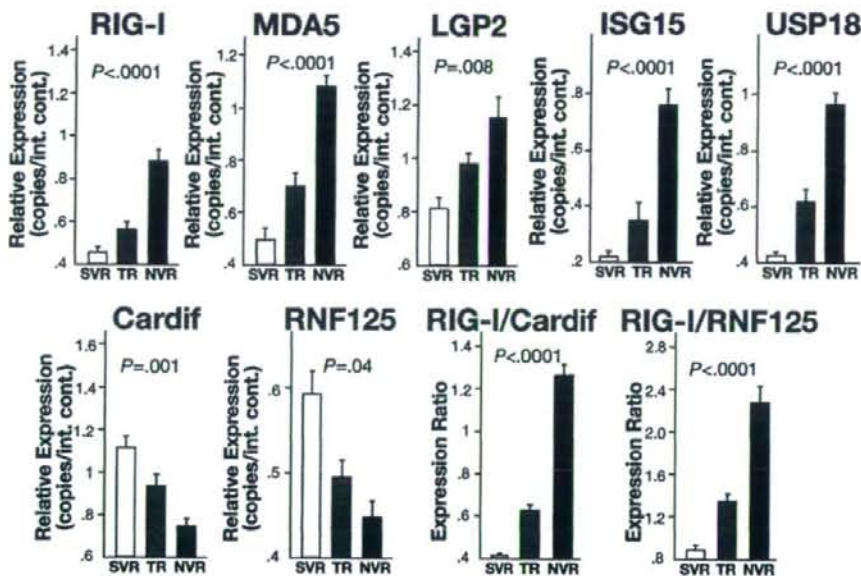 RIG-I
Relative Expression
(copies/int. cont.)
P<.0001
1.4
1.2
1
.8
.6
.4
SVR TR NVR
MDA5
Relative Expression
(copies/int. cont.)
P<.0001
1.2
1.0
.8
.6
.4
SVR TR NVR
LGP2
Relative Expression
(copies/int. cont.)
P=.008
1.4
1.2
1
.8
.6
SVR TR NVR
ISG15
Relative Expression
(copies/int. cont.)
P<.0001
.8
.6
.4
.2
SVR TR NVR
USP18
Relative Expression
(copies/int. cont.)
P<.0001
1.2
1
.8
.6
.4
SVR TR NVR
Cardif
Relative Expression
(copies/int. cont.)
P=.001
1.6
1.4
1.2
1
.8
.6
SVR TR NVR
RNF125
Relative Expression
(copies/int. cont.)
P=.04
.6
.5
.4
SVR TR NVR
RIG-I/Cardif
Expression Ratio
P<.0001
1.4
1.2
1
.8
.6
.4
SVR TR NVR
RIG-I/RNF125
Expression Ratio
P<.0001
2.8
2.4
2.0
1.6
1.2
.8
SVR TR NVR